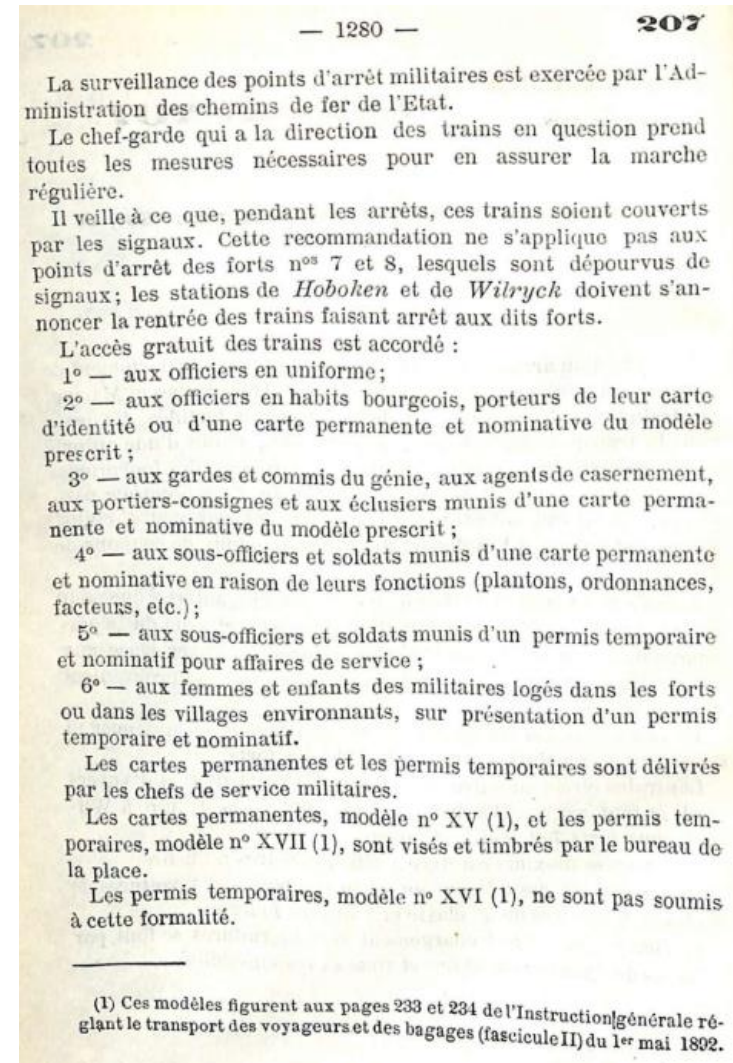 — 1280 —
207
La surveillance des points d'arrêt militaires est exercée par l'Ad-
ministration des chemins de fer de l'Etat.
Le chef-garde qui a la direction des trains en question prend
toutes les mesures nécessaires pour en assurer la marche
régulière.
Il veille à ce que, pendant les arrêts, ces trains soient couverts
par les signaux. Cette recommandation ne s'applique pas aux
points d'arrêt des forts nos 7 et 8, lesquels sont dépourvus de
signaux; les stations de Hoboken et de Wilryck doivent s'an-
noncer la rentrée des trains faisant arrêt aux dits forts.
L'accès gratuit des trains est accordé :
1° — aux officiers en uniforme;
2° — aux officiers en habits bourgeois, porteurs de leur carte
d'identité ou d'une carte permanente et nominative du modèle
prescrit ;
3° — aux gardes et commis du génie, aux agents de casernement,
aux portiers-consignes et aux éclusiers munis d'une carte perma-
nente et nominative du modèle prescrit ;
4° — aux sous-officiers et soldats munis d'une carte permanente
et nominative en raison de leurs fonctions (plantons, ordonnances,
facteurs, etc.) ;
5° — aux sous-officiers et soldats munis d'un permis temporaire
et nominatif pour affaires de service ;
6° — aux femmes et enfants des militaires logés dans les forts
ou dans les villages environnants, sur présentation d'un permis
temporaire et nominatif.
Les cartes permanentes et les permis temporaires sont délivrés
par les chefs de service militaires.
Les cartes permanentes, modèle n° XV (1), et les permis tem-
poraires, modèle n° XVII (1), sont visés et timbrés par le bureau de
la place.
Les permis temporaires, modèle n° XVI (1), ne sont pas soumis
à cette formalité.
(1) Ces modèles figurent aux pages 233 et 234 de l'Instruction générale ré-
glant le transport des voyageurs et des bagages (fascicule II) du 1er mai 1892.